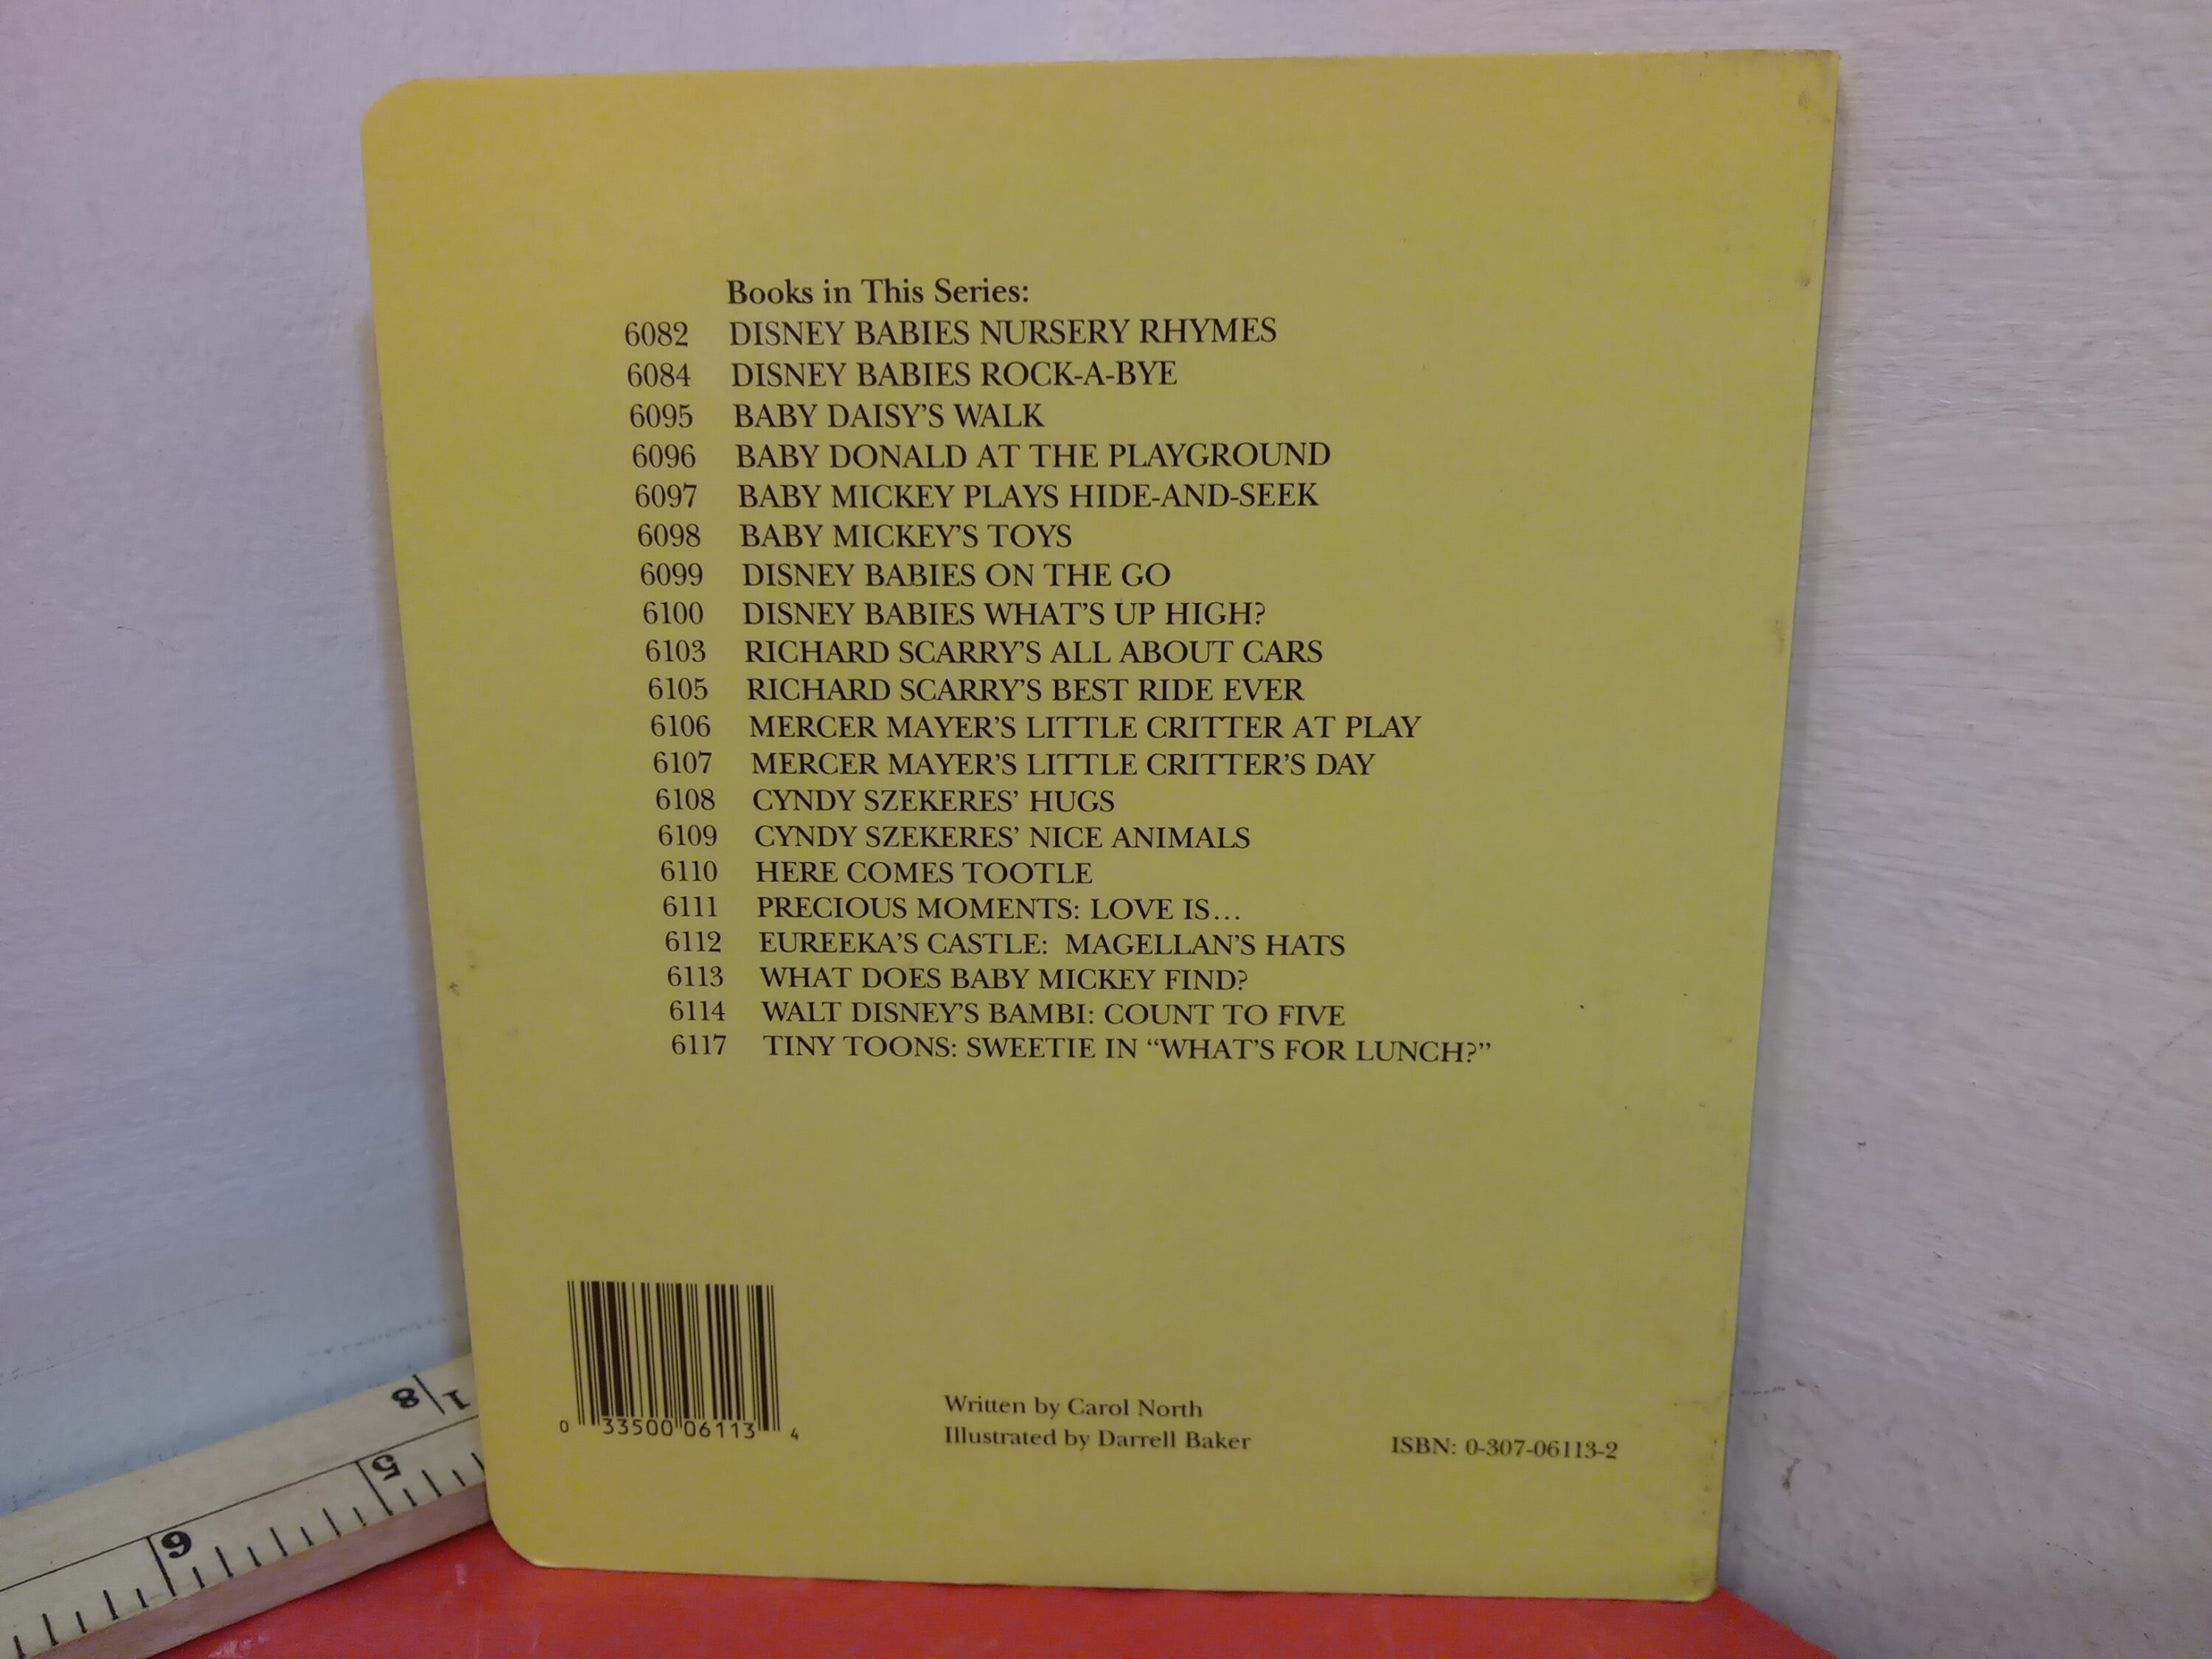 Books in This Series:
6082 DISNEY BABIES NURSERY RHYMES
6084 DISNEY BABIES ROCK-A-BYE
6095 BABY DAISY'S WALK
6096 BABY DONALD AT THE PLAYGROUND
6097 BABY MICKEY PLAYS HIDE-AND-SEEK
6098 BABY MICKEY'S TOYS
6099 DISNEY BABIES ON THE GO
6100 DISNEY BABIES WHAT'S UP HIGH?
6103 RICHARD SCARRY'S ALL ABOUT CARS
6105 RICHARD SCARRY'S BEST RIDE EVER
6106 MERCER MAYER'S LITTLE CRITTER AT PLAY
6107 MERCER MAYER'S LITTLE CRITTER'S DAY
6108 CYNDY SZEKERES' HUGS
6109 CYNDY SZEKERES' NICE ANIMALS
6110 HERE COMES TOOTLE
6111 PRECIOUS MOMENTS: LOVE IS...
6112 EUREEKA'S CASTLE: MAGELLAN'S HATS
6113 WHAT DOES BABY MICKEY FIND?
6114 WALT DISNEY'S BAMBI: COUNT TO FIVE
6117 TINY TOONS: SWEETIE IN “WHAT'S FOR LUNCH?”
0 33500 06113 4
Written by Carol North
Illustrated by Darrell Baker
ISBN: 0-307-06113-2
8 1
5
6